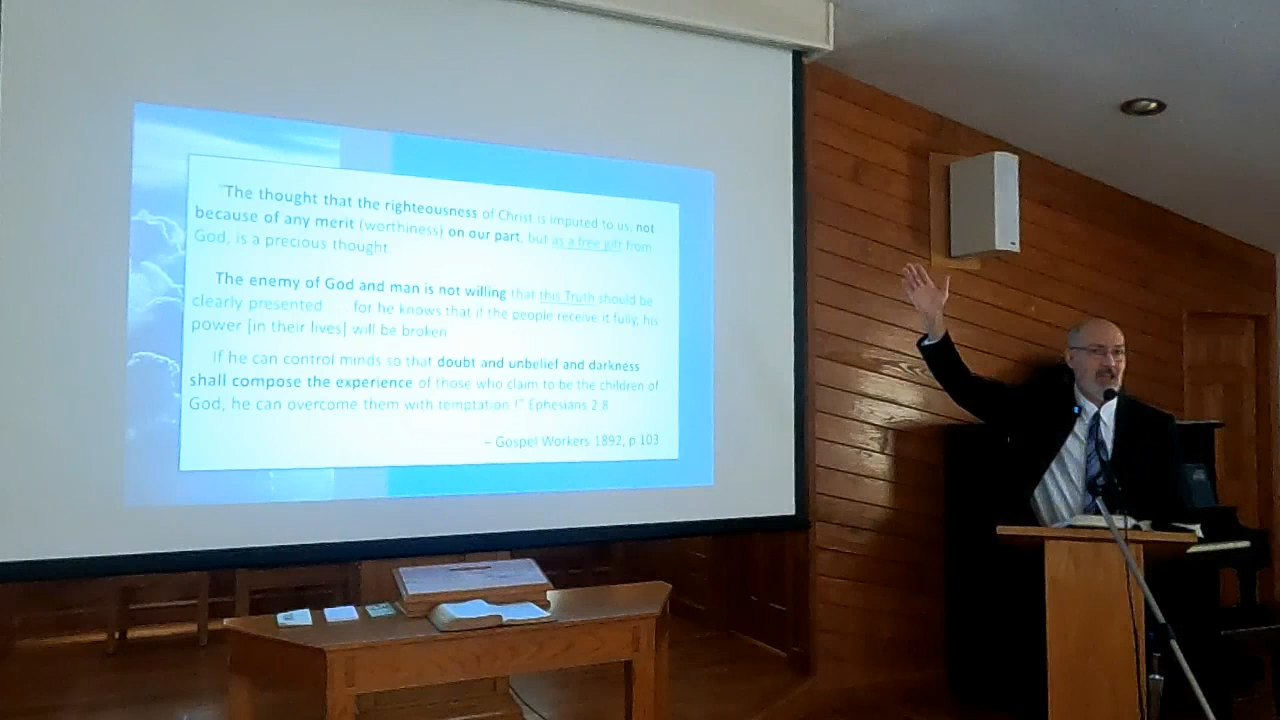 "The thought that the righteousness of Christ is imputed to us, not
because of any merit (worthiness) on our part, but as a free gift from
God, is a precious thought
The enemy of God and man is not willing that this Truth should be
clearly presented for he knows that if the people receive it fully, his
power [in their lives] will be broken
If he can control minds so that doubt and unbelief and darkness
shall compose the experience of those who claim to be the children of
God, he can overcome them with temptation !" Ephesians 2:8
– Gospel Workers 1892, p 103